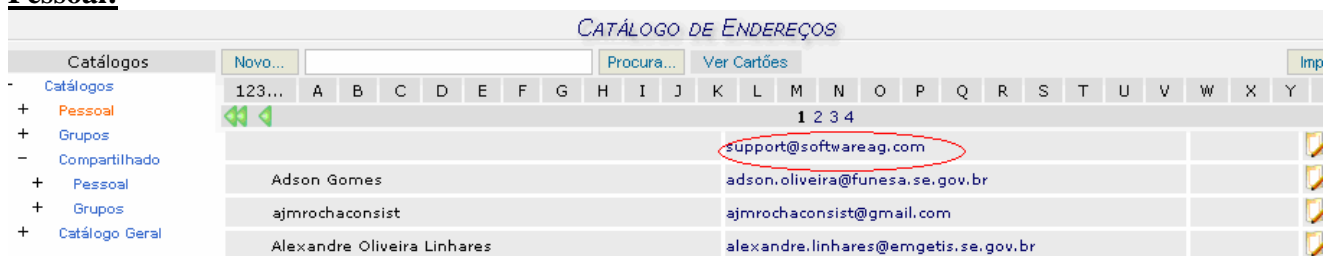 Pessoal:
CATÁLOGO DE ENDEREÇOS
Catálogos
Novo... Procura... Ver Cartões Imp
- Catálogos
123... A B C D E F G H I J K L M N O P Q R S T U V W X Y
+ Pessoal
1 2 3 4
+ Grupos
support@softwareag.com
- Compartilhado
+ Pessoal
Adson Gomes adson.oliveira@funesa.se.gov.br
+ Grupos
ajmrochaconsist ajmrochaconsist@gmail.com
+ Catálogo Geral
Alexandre Oliveira Linhares alexandre.linhares@emgetis.se.gov.br